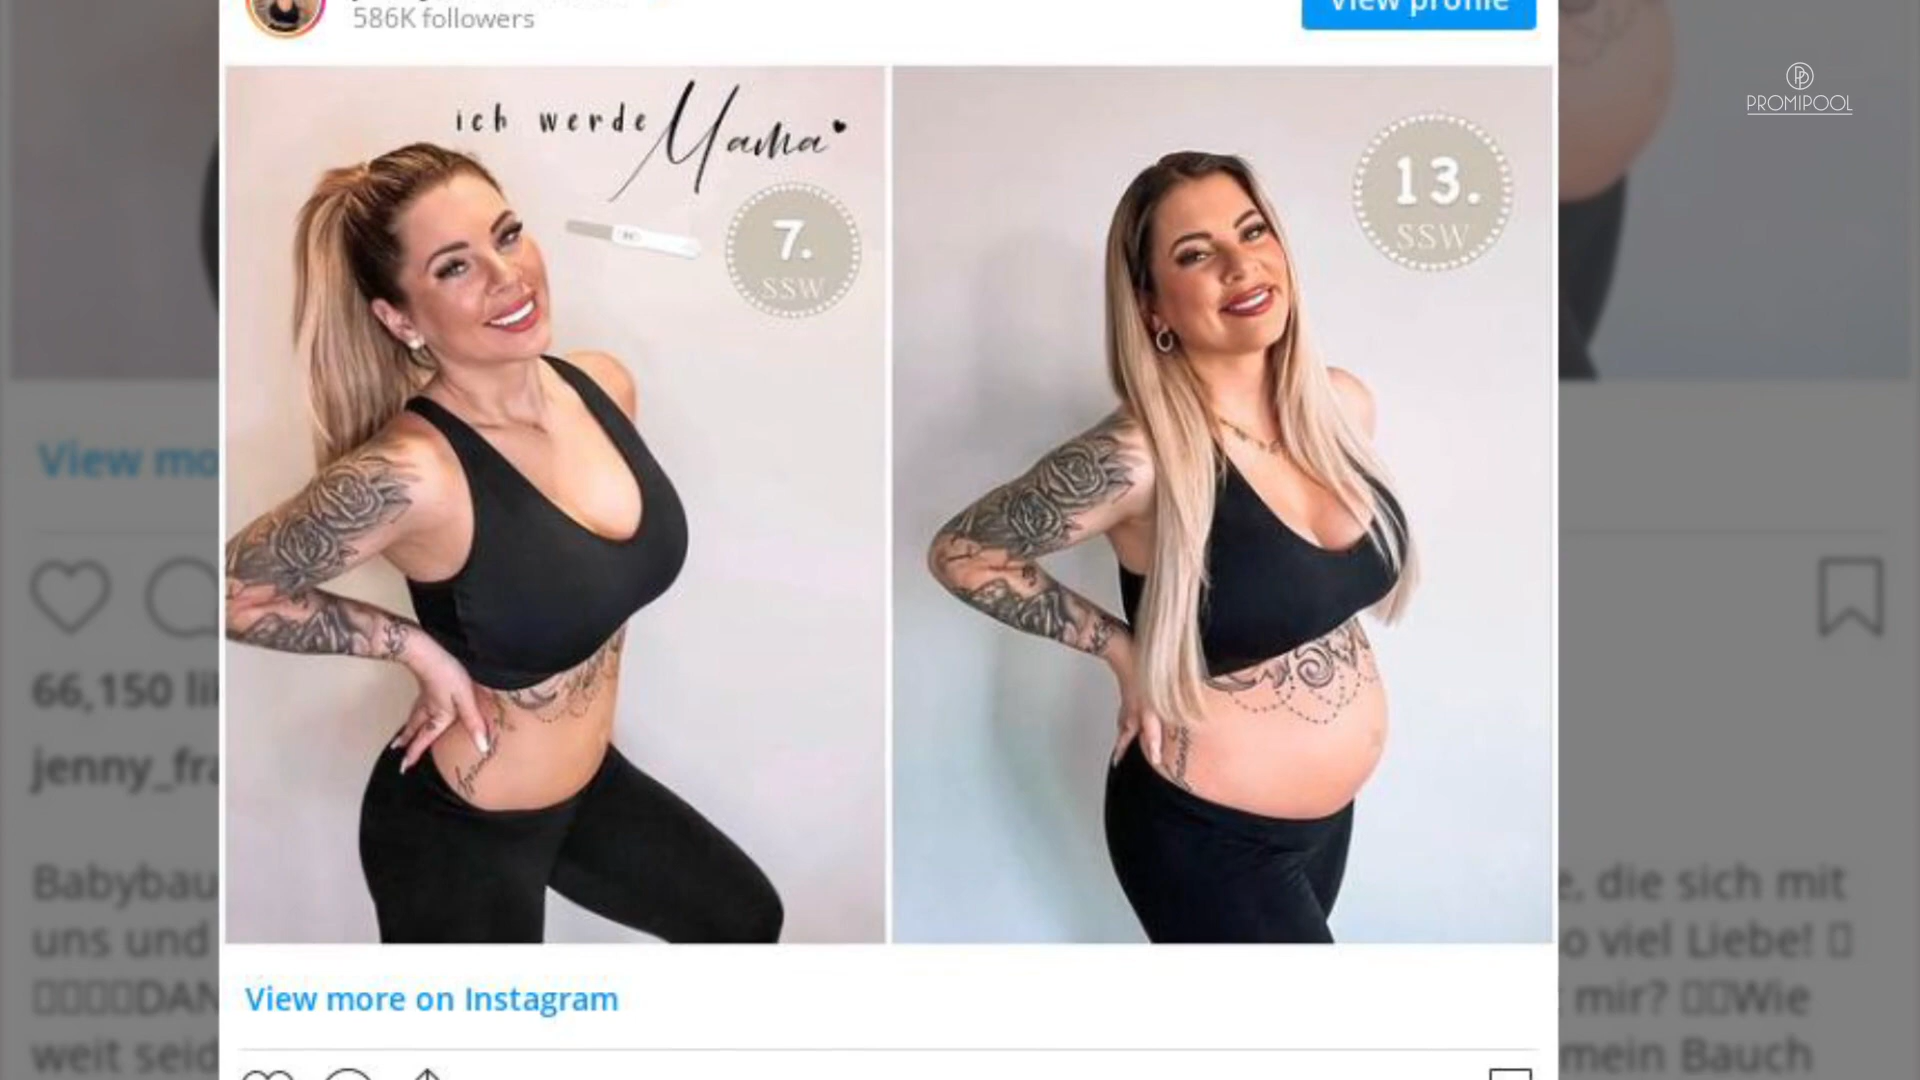 586K followers
View profile
PROMIPOOL
ich werde Mama
7.
SSW
13.
SSW
View mo
66,150 li
jenny_fra
Babybau
e, die sich mit
uns und
o viel Liebe!
DAN
mir? Wie
weit seid
mein Bauch
View more on Instagram